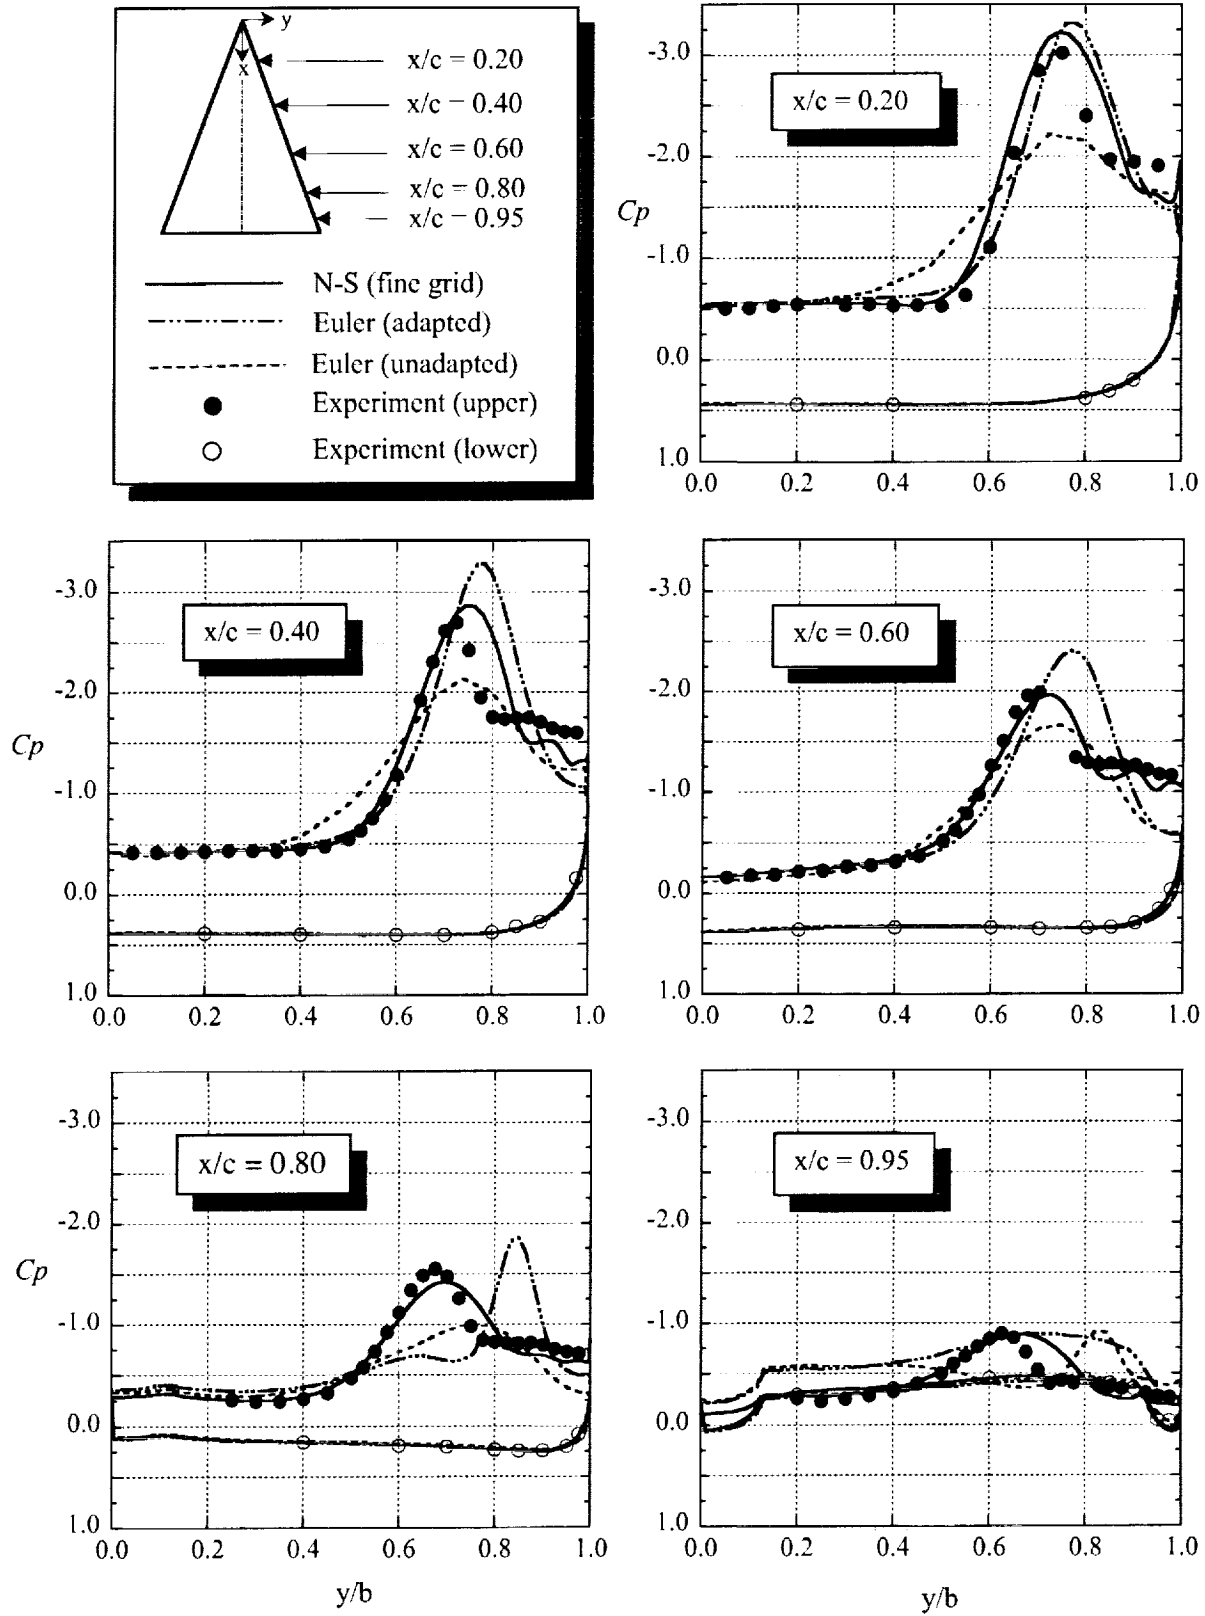 y
x
x/c = 0.20
x/c = 0.40
x/c = 0.60
x/c = 0.80
x/c = 0.95
N-S (fine grid)
Euler (adapted)
Euler (unadapted)
Experiment (upper)
Experiment (lower)
x/c = 0.20
-3.0
-2.0
Cp
-1.0
0.0
1.0
0.0 0.2 0.4 0.6 0.8 1.0
x/c = 0.40
-3.0
-2.0
Cp
-1.0
0.0
1.0
0.0 0.2 0.4 0.6 0.8 1.0
x/c = 0.60
-3.0
-2.0
-1.0
0.0
1.0
0.0 0.2 0.4 0.6 0.8 1.0
x/c = 0.80
-3.0
-2.0
Cp
-1.0
0.0
1.0
0.0 0.2 0.4 0.6 0.8 1.0
y/b
x/c = 0.95
-3.0
-2.0
-1.0
0.0
1.0
0.0 0.2 0.4 0.6 0.8 1.0
y/b